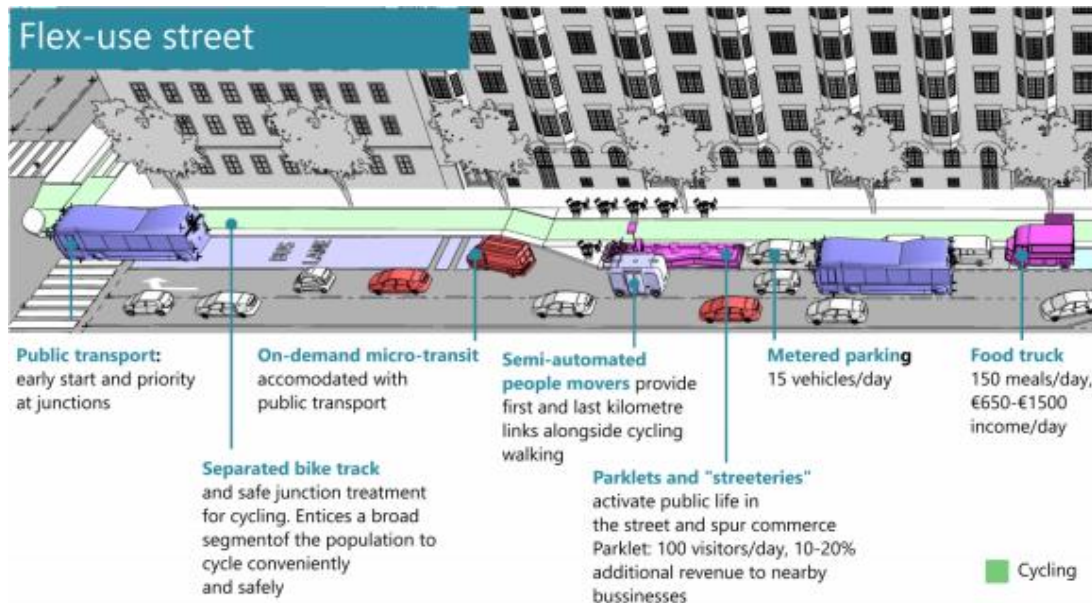 Flex-use street
BUS
LANE
Public transport:
early start and priority
at junctions
On-demand micro-transit
accomodated with
public transport
Semi-automated
people movers provide
first and last kilometre
links alongside cycling
walking
Metered parking
15 vehicles/day
Food truck
150 meals/day,
€650-€1500
income/day
Separated bike track
and safe junction treatment
for cycling. Entices a broad
segmentof the population to
cycle conveniently
and safely
Parklets and "streeteries"
activate public life in
the street and spur commerce
Parklet: 100 visitors/day, 10-20%
additional revenue to nearby
bussinesses
Cycling